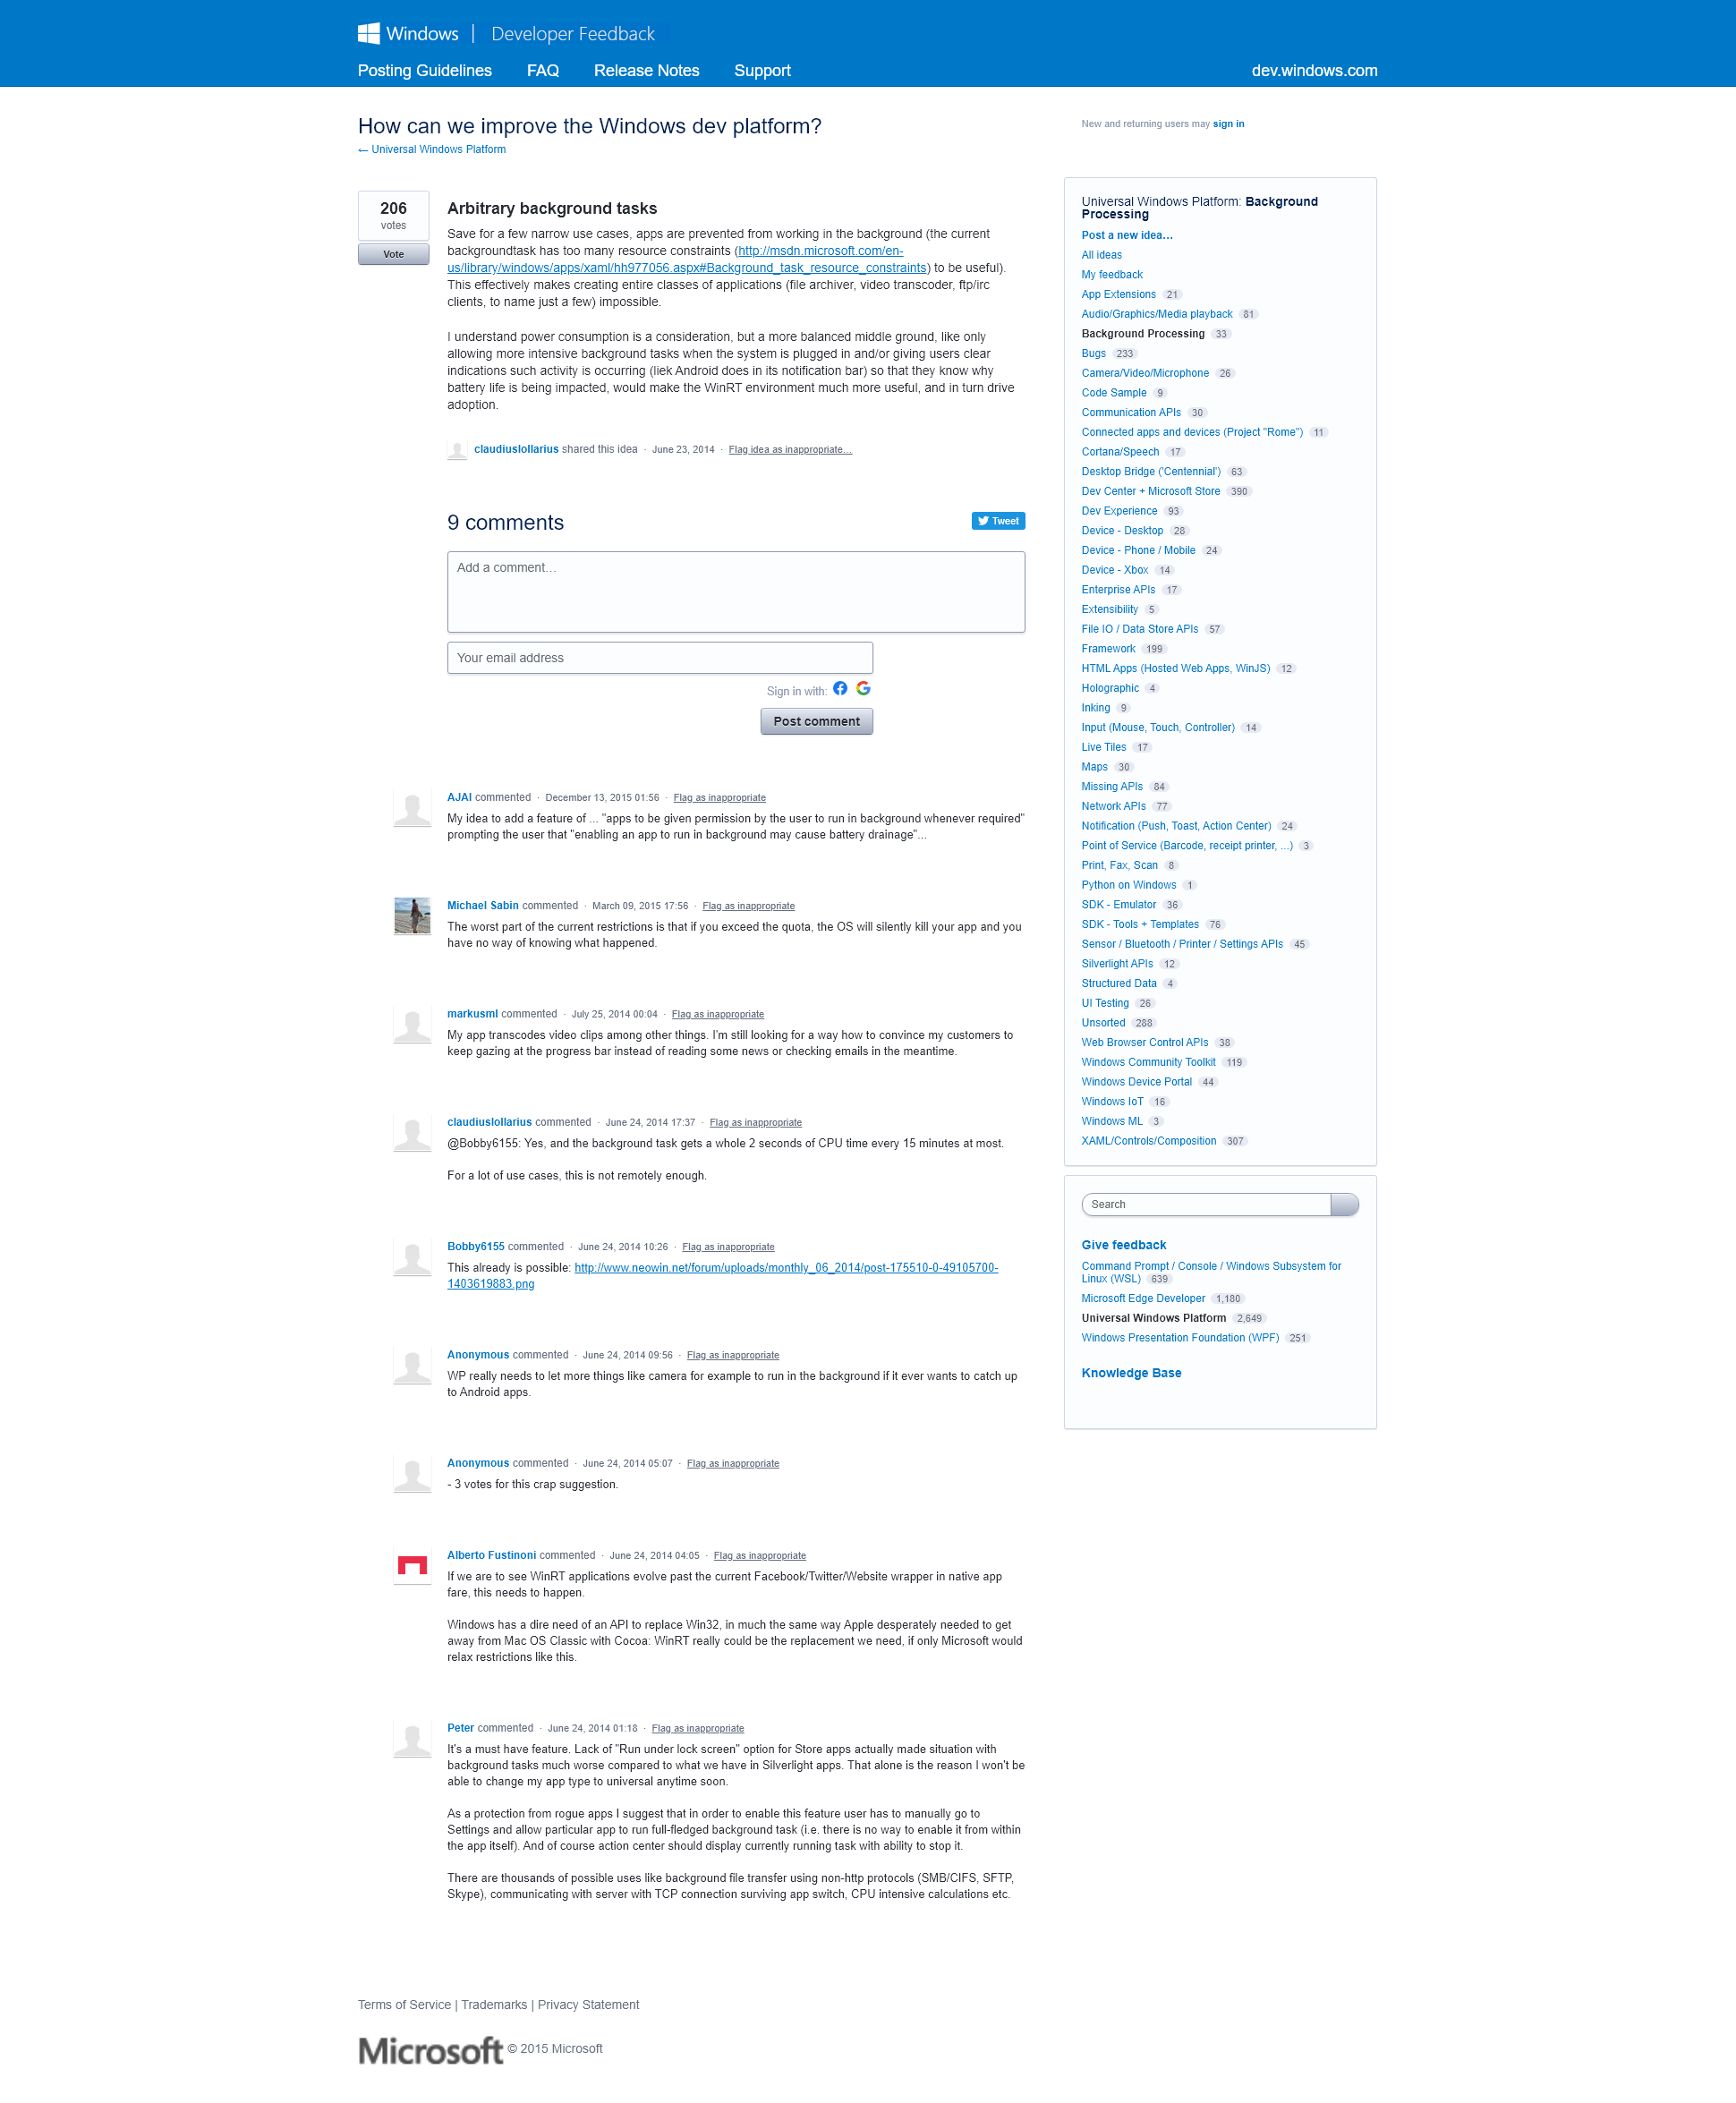 Windows | Developer Feedback
Posting Guidelines FAQ Release Notes Support dev.windows.com
How can we improve the Windows dev platform?
← Universal Windows Platform
New and returning users may sign in
206
votes
Vote
Arbitrary background tasks
Save for a few narrow use cases, apps are prevented from working in the background (the current
backgroundtask has too many resource constraints (http://msdn.microsoft.com/en-
us/library/windows/apps/xaml/hh977056.aspx#Background_task_resource_constraints) to be useful).
This effectively makes creating entire classes of applications (file archiver, video transcoder, ftp/irc
clients, to name just a few) impossible.
I understand power consumption is a consideration, but a more balanced middle ground, like only
allowing more intensive background tasks when the system is plugged in and/or giving users clear
indications such activity is occurring (liek Android does in its notification bar) so that they know why
battery life is being impacted, would make the WinRT environment much more useful, and in turn drive
adoption.
claudiuslollarius shared this idea · June 23, 2014 · Flag idea as inappropriate…
9 comments
Tweet
Add a comment…
Your email address
Sign in with:
Post comment
AJAI commented · December 13, 2015 01:56 · Flag as inappropriate
My idea to add a feature of ... "apps to be given permission by the user to run in background whenever required"
prompting the user that "enabling an app to run in background may cause battery drainage"...
Michael Sabin commented · March 09, 2015 17:56 · Flag as inappropriate
The worst part of the current restrictions is that if you exceed the quota, the OS will silently kill your app and you
have no way of knowing what happened.
markusml commented · July 25, 2014 00:04 · Flag as inappropriate
My app transcodes video clips among other things. I'm still looking for a way how to convince my customers to
keep gazing at the progress bar instead of reading some news or checking emails in the meantime.
claudiuslollarius commented · June 24, 2014 17:37 · Flag as inappropriate
@Bobby6155: Yes, and the background task gets a whole 2 seconds of CPU time every 15 minutes at most.
For a lot of use cases, this is not remotely enough.
Bobby6155 commented · June 24, 2014 10:26 · Flag as inappropriate
This already is possible: http://www.neowin.net/forum/uploads/monthly_06_2014/post-175510-0-49105700-
1403619883.png
Anonymous commented · June 24, 2014 09:56 · Flag as inappropriate
WP really needs to let more things like camera for example to run in the background if it ever wants to catch up
to Android apps.
Anonymous commented · June 24, 2014 05:07 · Flag as inappropriate
- 3 votes for this crap suggestion.
Alberto Fustinoni commented · June 24, 2014 04:05 · Flag as inappropriate
If we are to see WinRT applications evolve past the current Facebook/Twitter/Website wrapper in native app
fare, this needs to happen.
Windows has a dire need of an API to replace Win32, in much the same way Apple desperately needed to get
away from Mac OS Classic with Cocoa: WinRT really could be the replacement we need, if only Microsoft would
relax restrictions like this.
Peter commented · June 24, 2014 01:18 · Flag as inappropriate
It's a must have feature. Lack of "Run under lock screen" option for Store apps actually made situation with
background tasks much worse compared to what we have in Silverlight apps. That alone is the reason I won't be
able to change my app type to universal anytime soon.
As a protection from rogue apps I suggest that in order to enable this feature user has to manually go to
Settings and allow particular app to run full-fledged background task (i.e. there is no way to enable it from within
the app itself). And of course action center should display currently running task with ability to stop it.
There are thousands of possible uses like background file transfer using non-http protocols (SMB/CIFS, SFTP,
Skype), communicating with server with TCP connection surviving app switch, CPU intensive calculations etc.
Universal Windows Platform: Background
Processing
Post a new idea…
All ideas
My feedback
App Extensions 21
Audio/Graphics/Media playback 81
Background Processing 33
Bugs 233
Camera/Video/Microphone 26
Code Sample 9
Communication APIs 30
Connected apps and devices (Project "Rome") 11
Cortana/Speech 17
Desktop Bridge ('Centennial') 63
Dev Center + Microsoft Store 390
Dev Experience 93
Device - Desktop 28
Device - Phone / Mobile 24
Device - Xbox 14
Enterprise APIs 17
Extensibility 5
File IO / Data Store APIs 57
Framework 199
HTML Apps (Hosted Web Apps, WinJS) 12
Holographic 4
Inking 9
Input (Mouse, Touch, Controller) 14
Live Tiles 17
Maps 30
Missing APIs 84
Network APIs 77
Notification (Push, Toast, Action Center) 24
Point of Service (Barcode, receipt printer, ...) 3
Print, Fax, Scan 8
Python on Windows 1
SDK - Emulator 36
SDK - Tools + Templates 76
Sensor / Bluetooth / Printer / Settings APIs 45
Silverlight APIs 12
Structured Data 4
UI Testing 26
Unsorted 288
Web Browser Control APIs 38
Windows Community Toolkit 119
Windows Device Portal 44
Windows IoT 16
Windows ML 3
XAML/Controls/Composition 307
Search
Give feedback
Command Prompt / Console / Windows Subsystem for
Linux (WSL) 639
Microsoft Edge Developer 1,180
Universal Windows Platform 2,649
Windows Presentation Foundation (WPF) 251
Knowledge Base
Terms of Service | Trademarks | Privacy Statement
Microsoft © 2015 Microsoft